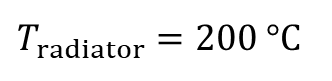 T_radiator = 200 °C